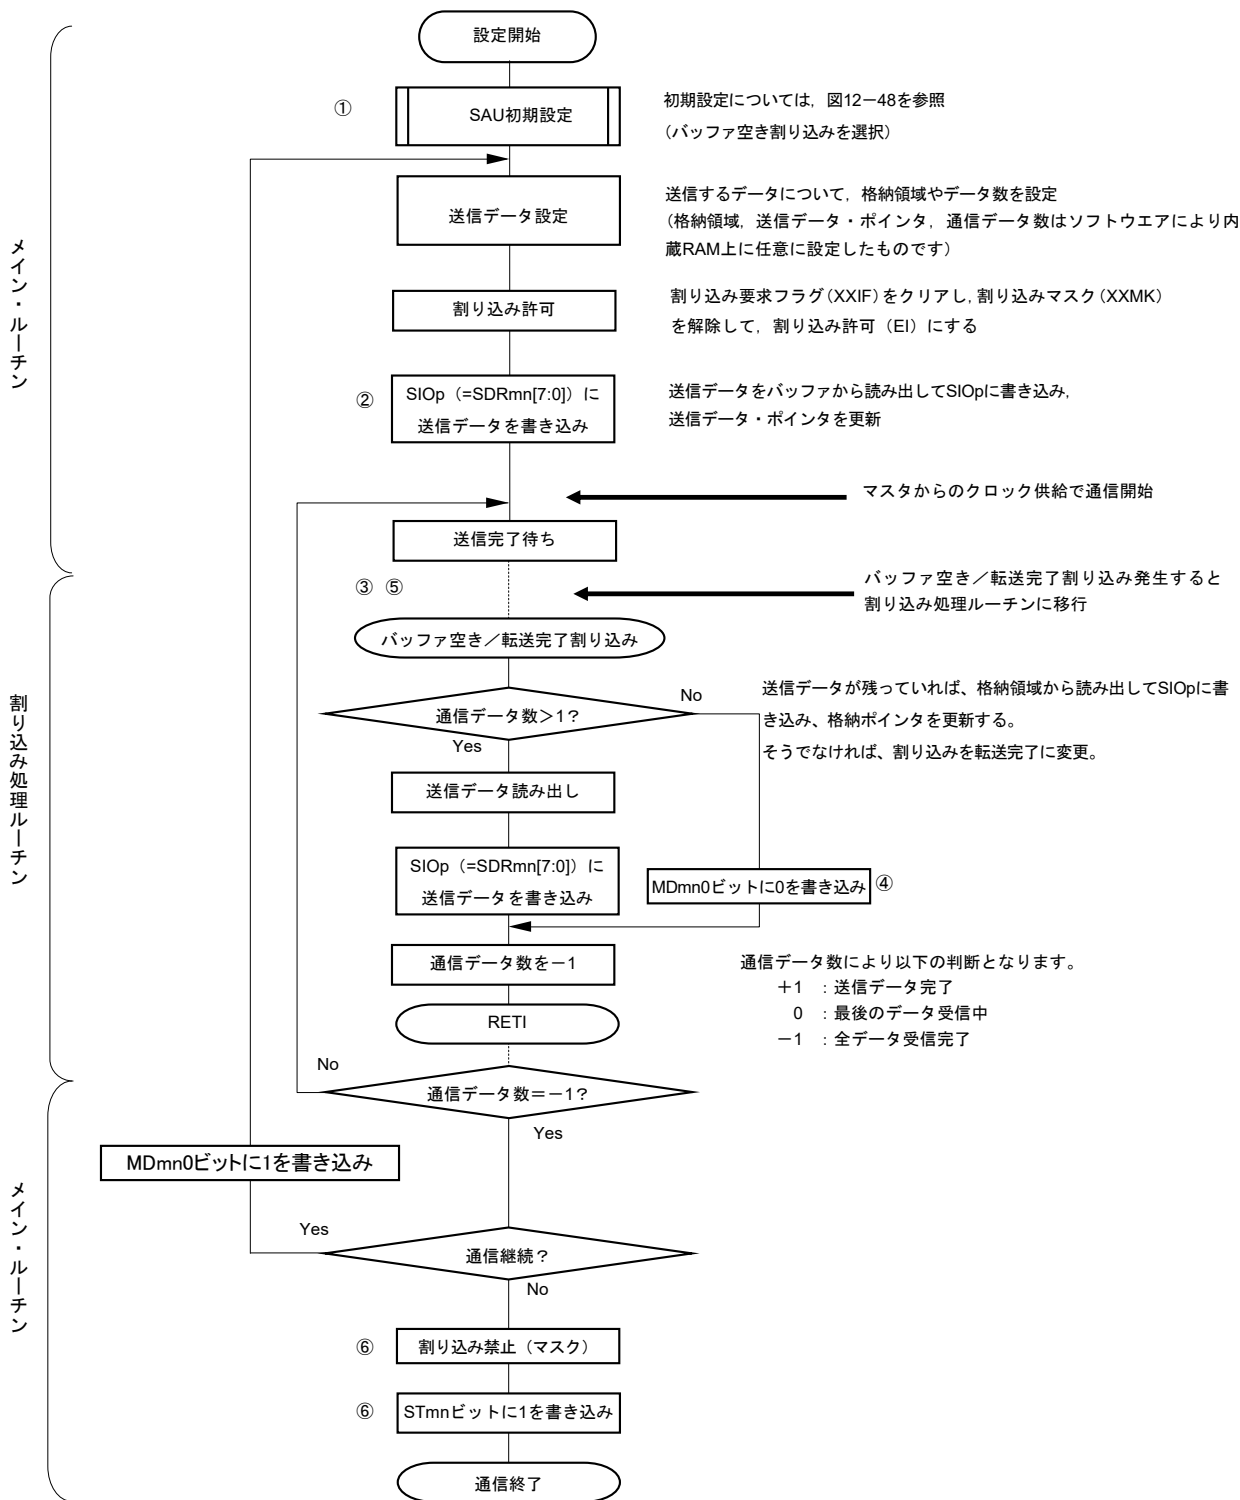 設定開始
①
SAU初期設定
初期設定については，図12－48を参照
（バッファ空き割り込みを選択）
送信データ設定
送信するデータについて，格納領域やデータ数を設定
（格納領域，送信データ・ポインタ，通信データ数はソフトウエアにより内
蔵RAM上に任意に設定したものです）
メイン・ルーチン
割り込み許可
割り込み要求フラグ（XXIF）をクリアし，割り込みマスク（XXMK）
を解除して，割り込み許可（EI）にする
②
SIOp（=SDRmn[7:0]）に
送信データを書き込み
送信データをバッファから読み出してSIOpに書き込み，
送信データ・ポインタを更新
マスタからのクロック供給で通信開始
送信完了待ち
③ ⑤
バッファ空き／転送完了割り込み発生すると
割り込み処理ルーチンに移行
バッファ空き／転送完了割り込み
割り込み処理ルーチン
通信データ数＞1？
No
Yes
送信データが残っていれば、格納領域から読み出してSIOpに書
き込み、格納ポインタを更新する。
そうでなければ、割り込みを転送完了に変更。
送信データ読み出し
SIOp（=SDRmn[7:0]）に
送信データを書き込み
MDmn0ビットに0を書き込み
④
通信データ数を－1
通信データ数により以下の判断となります。
＋1 ：送信データ完了
0 ：最後のデータ受信中
－1 ：全データ受信完了
RETI
No
通信データ数＝－1？
Yes
MDmn0ビットに1を書き込み
メイン・ルーチン
Yes
通信継続？
No
⑥
割り込み禁止（マスク）
⑥
STmnビットに1を書き込み
通信終了